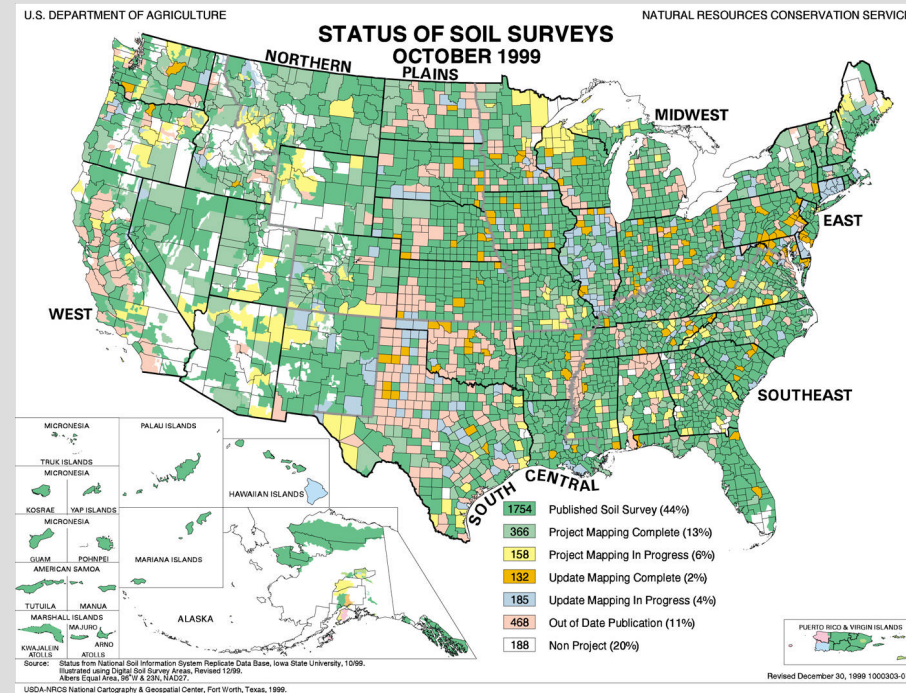 U.S. DEPARTMENT OF AGRICULTURE
NATURAL RESOURCES CONSERVATION SERVIC
STATUS OF SOIL SURVEYS
OCTOBER 1999
NORTHERN PLAINS
MIDWEST
EAST
WEST
SOUTHEAST
SOUTH CENTRAL
MICRONESIA
TRUK ISLANDS
PALAU ISLANDS
MICRONESIA
KOSRAE YAP ISLANDS
HAWAIIAN ISLANDS
MICRONESIA
GUAM POHNPEI
MARIANA ISLANDS
AMERICAN SAMOA
TUTUILA MANUA
ALASKA
MARSHALL ISLANDS
MAJURO
KWAJALEIN ATOLLS
ARNO ATOLLS
1754 Published Soil Survey (44%)
366 Project Mapping Complete (13%)
158 Project Mapping In Progress (6%)
132 Update Mapping Complete (2%)
185 Update Mapping In Progress (4%)
468 Out of Date Publication (11%)
188 Non Project (20%)
PUERTO RICO & VIRGIN ISLANDS
Source: Status from National Soil Information System Replicate Data Base, Iowa State University, 10/99.
Illustrated using Digital Soil Survey Areas, Revised 12/99.
Albers Equal Area, 96°W & 23N, NAD27.
Revised December 30, 1999 1000303-0
USDA-NRCS National Cartography & Geospatial Center, Fort Worth, Texas, 1999.